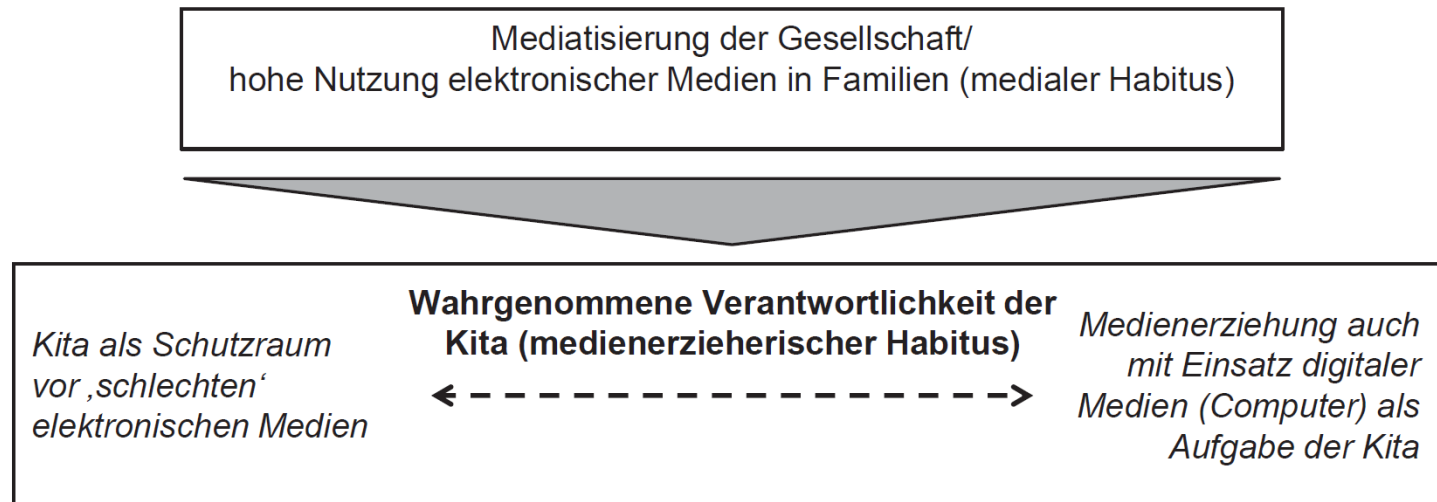 Mediatisierung der Gesellschaft/
hohe Nutzung elektronischer Medien in Familien (medialer Habitus)
Wahrgenommene Verantwortlichkeit der
Kita (medienerzieherischer Habitus)
Kita als Schutzraum
vor ‚schlechten‘
elektronischen Medien
Medienerziehung auch
mit Einsatz digitaler
Medien (Computer) als
Aufgabe der Kita